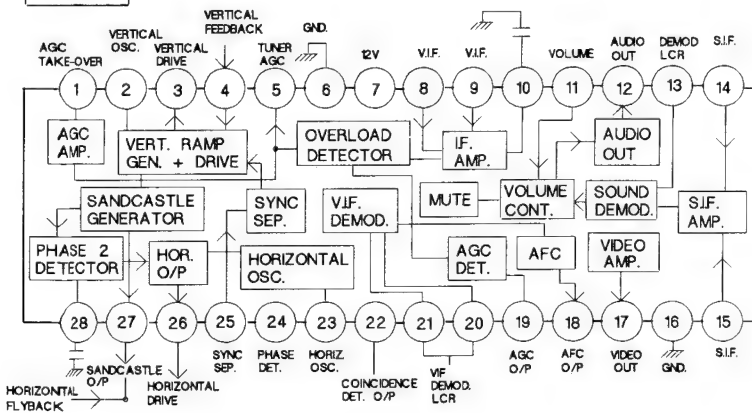 VERTICAL
FEEDBACK
VERTICAL
OSC.
VERTICAL
DRIVE
AGC
TAKE-OVER
TUNER
AGC
GND.
12V
V.I.F.
V.I.F.
VOLUME
AUDIO
OUT
DEMOD
LCR
S.I.F.
1
2
3
4
5
6
7
8
9
10
11
12
13
14
AGC
AMP.
VERT. RAMP
GEN. + DRIVE
OVERLOAD
DETECTOR
I.F.
AMP.
AUDIO
OUT
SANDCASTLE
GENERATOR
SYNC
SEP.
V.I.F.
DEMOD.
MUTE
VOLUME
CONT.
SOUND
DEMOD.
S.I.F.
AMP.
PHASE 2
DETECTOR
HOR.
O/P
HORIZONTAL
OSC.
AGC
DET.
AFC
VIDEO
AMP.
28
27
26
25
24
23
22
21
20
19
18
17
16
15
SANDCASTLE
O/P
HORIZONTAL
FLYBACK
HORIZONTAL
DRIVE
SYNC
SEP.
PHASE
DET.
HORIZ.
OSC.
COINCIDENCE
DET. O/P
VIF
DEMOD.
LCR
AGC
O/P
AFC
O/P
VIDEO
OUT
GND.
S.I.F.